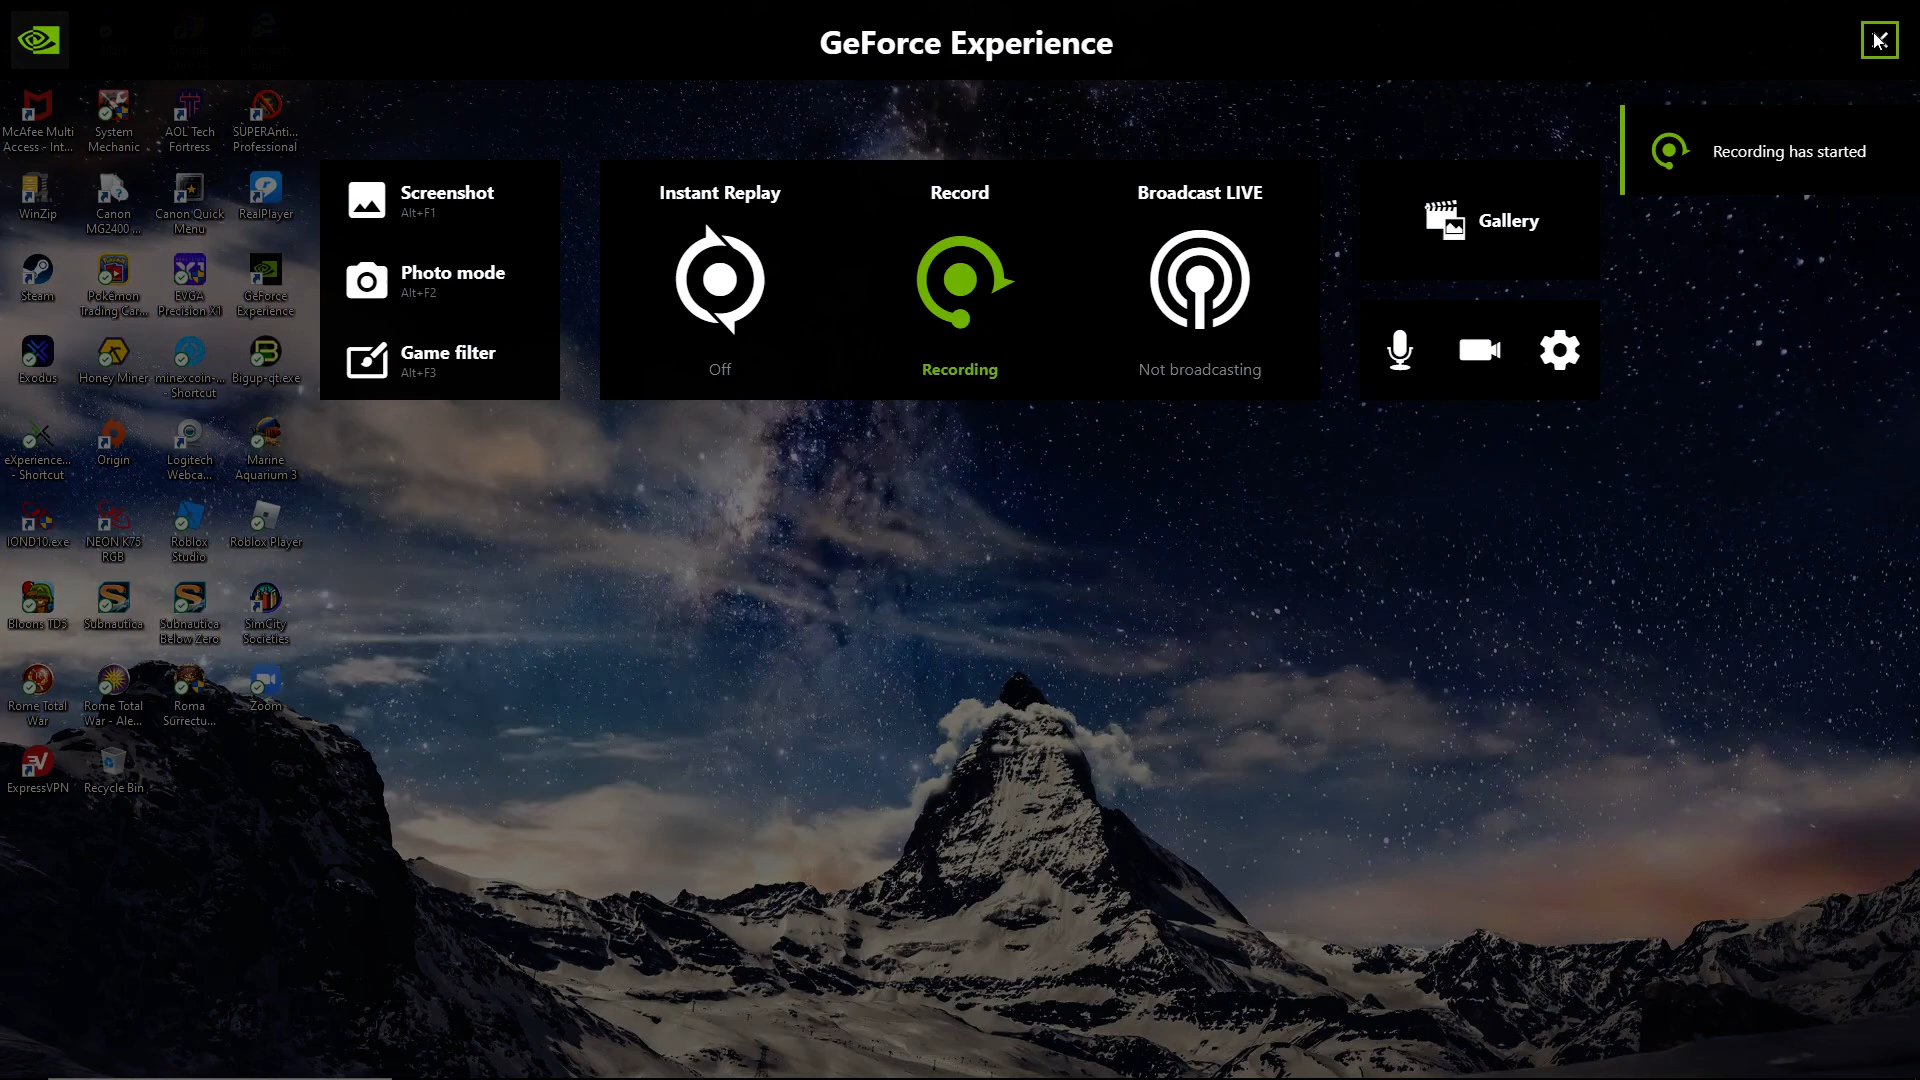 GeForce Experience
Recording has started
Screenshot
Alt+F1
Photo mode
Alt+F2
Game filter
Alt+F3
Instant Replay
Off
Record
Recording
Broadcast LIVE
Not broadcasting
Gallery
McAfee Multi
Access - Int...
System
Mechanic
AOL Tech
Fortress
SUPERAnti...
Professional
WinZip
Canon
MG2400 ...
Canon Quick
Menu
RealPlayer
Steam
Pokémon
Trading Car...
EVGA
Precision X1
GeForce
Experience
Exodus
Honey Miner
minexcoin-...
- Shortcut
Bigup-qt.exe
eXperience...
- Shortcut
Origin
Logitech
Webca...
Marine
Aquarium 3
IOND10.exe
NEON K75
RGB
Roblox
Studio
Roblox Player
Bloons TD5
Subnautica
Subnautica
Below Zero
SimCity
Societies
Rome Total
War
Rome Total
War - Ale...
Roma
Surrectu...
Zoom
ExpressVPN
Recycle Bin